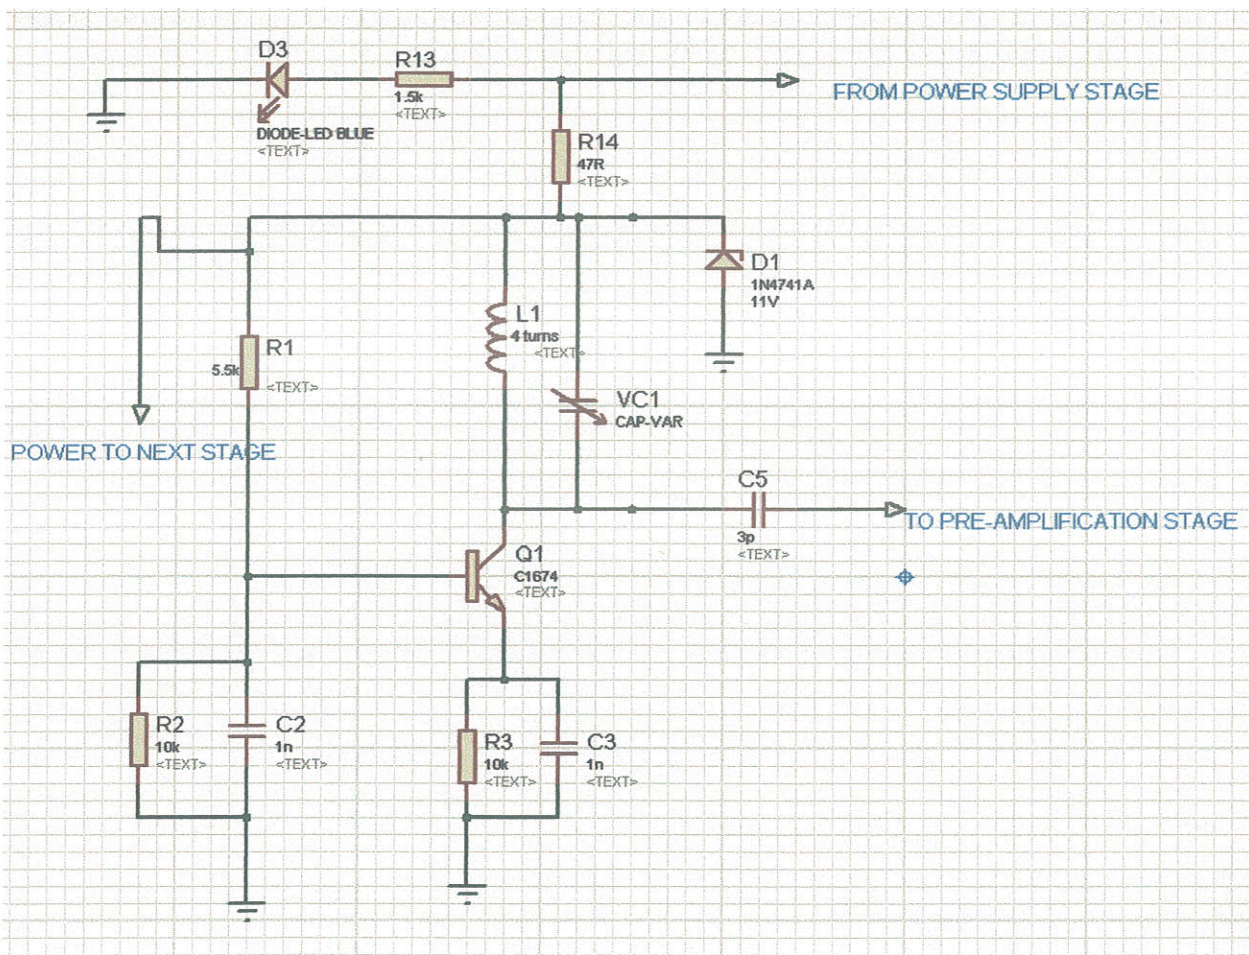 D3
R13
1.5k
<TEXT>
FROM POWER SUPPLY STAGE
DIODE-LED BLUE
<TEXT>
R14
47R
<TEXT>
D1
1N4741A
11V
L1
4 turns
<TEXT>
R1
5.5k
<TEXT>
VC1
CAP-VAR
POWER TO NEXT STAGE
C5
3p
<TEXT>
TO PRE-AMPLIFICATION STAGE
Q1
C1674
<TEXT>
R2
10k
<TEXT>
C2
1n
<TEXT>
R3
10k
<TEXT>
C3
1n
<TEXT>